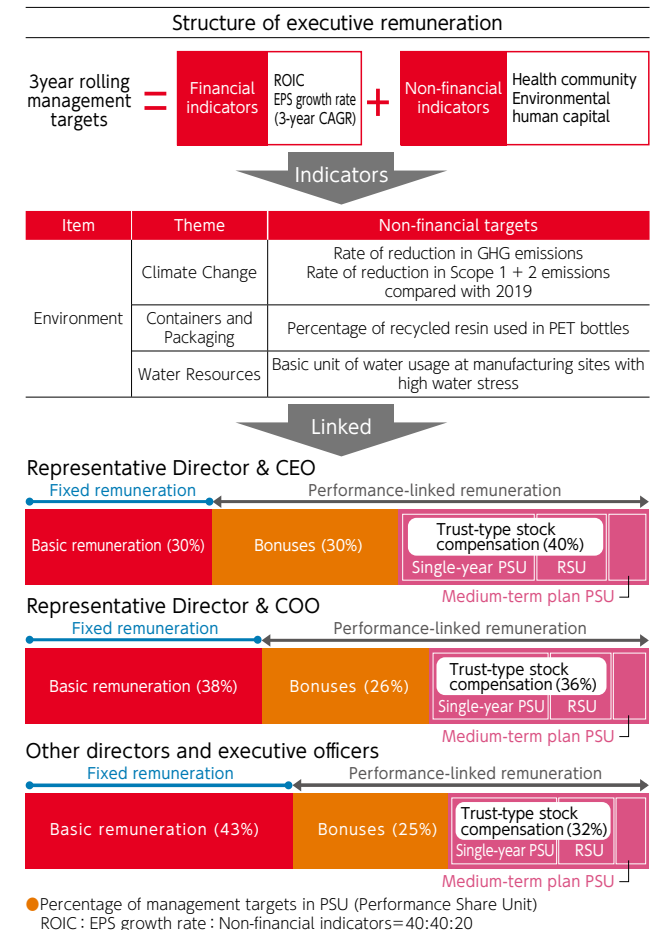 Structure of executive remuneration
3year rolling
management
targets
=
Financial
indicators
ROIC
EPS growth rate
(3-year CAGR)
+
Non-financial
indicators
Health community
Environmental
human capital
Indicators
Item Theme Non-financial targets
Environment
Climate Change
Rate of reduction in GHG emissions
Rate of reduction in Scope 1 + 2 emissions
compared with 2019
Containers and
Packaging
Percentage of recycled resin used in PET bottles
Water Resources
Basic unit of water usage at manufacturing sites with
high water stress
Linked
Representative Director & CEO
Fixed remuneration Performance-linked remuneration
Basic remuneration (30%) Bonuses (30%)
Trust-type stock
compensation (40%)
Single-year PSU RSU
Medium-term plan PSU
Representative Director & COO
Fixed remuneration Performance-linked remuneration
Basic remuneration (38%) Bonuses (26%)
Trust-type stock
compensation (36%)
Single-year PSU RSU
Medium-term plan PSU
Other directors and executive officers
Fixed remuneration Performance-linked remuneration
Basic remuneration (43%) Bonuses (25%)
Trust-type stock
compensation (32%)
Single-year PSU RSU
Medium-term plan PSU
●Percentage of management targets in PSU (Performance Share Unit)
ROIC : EPS growth rate : Non-financial indicators=40:40:20